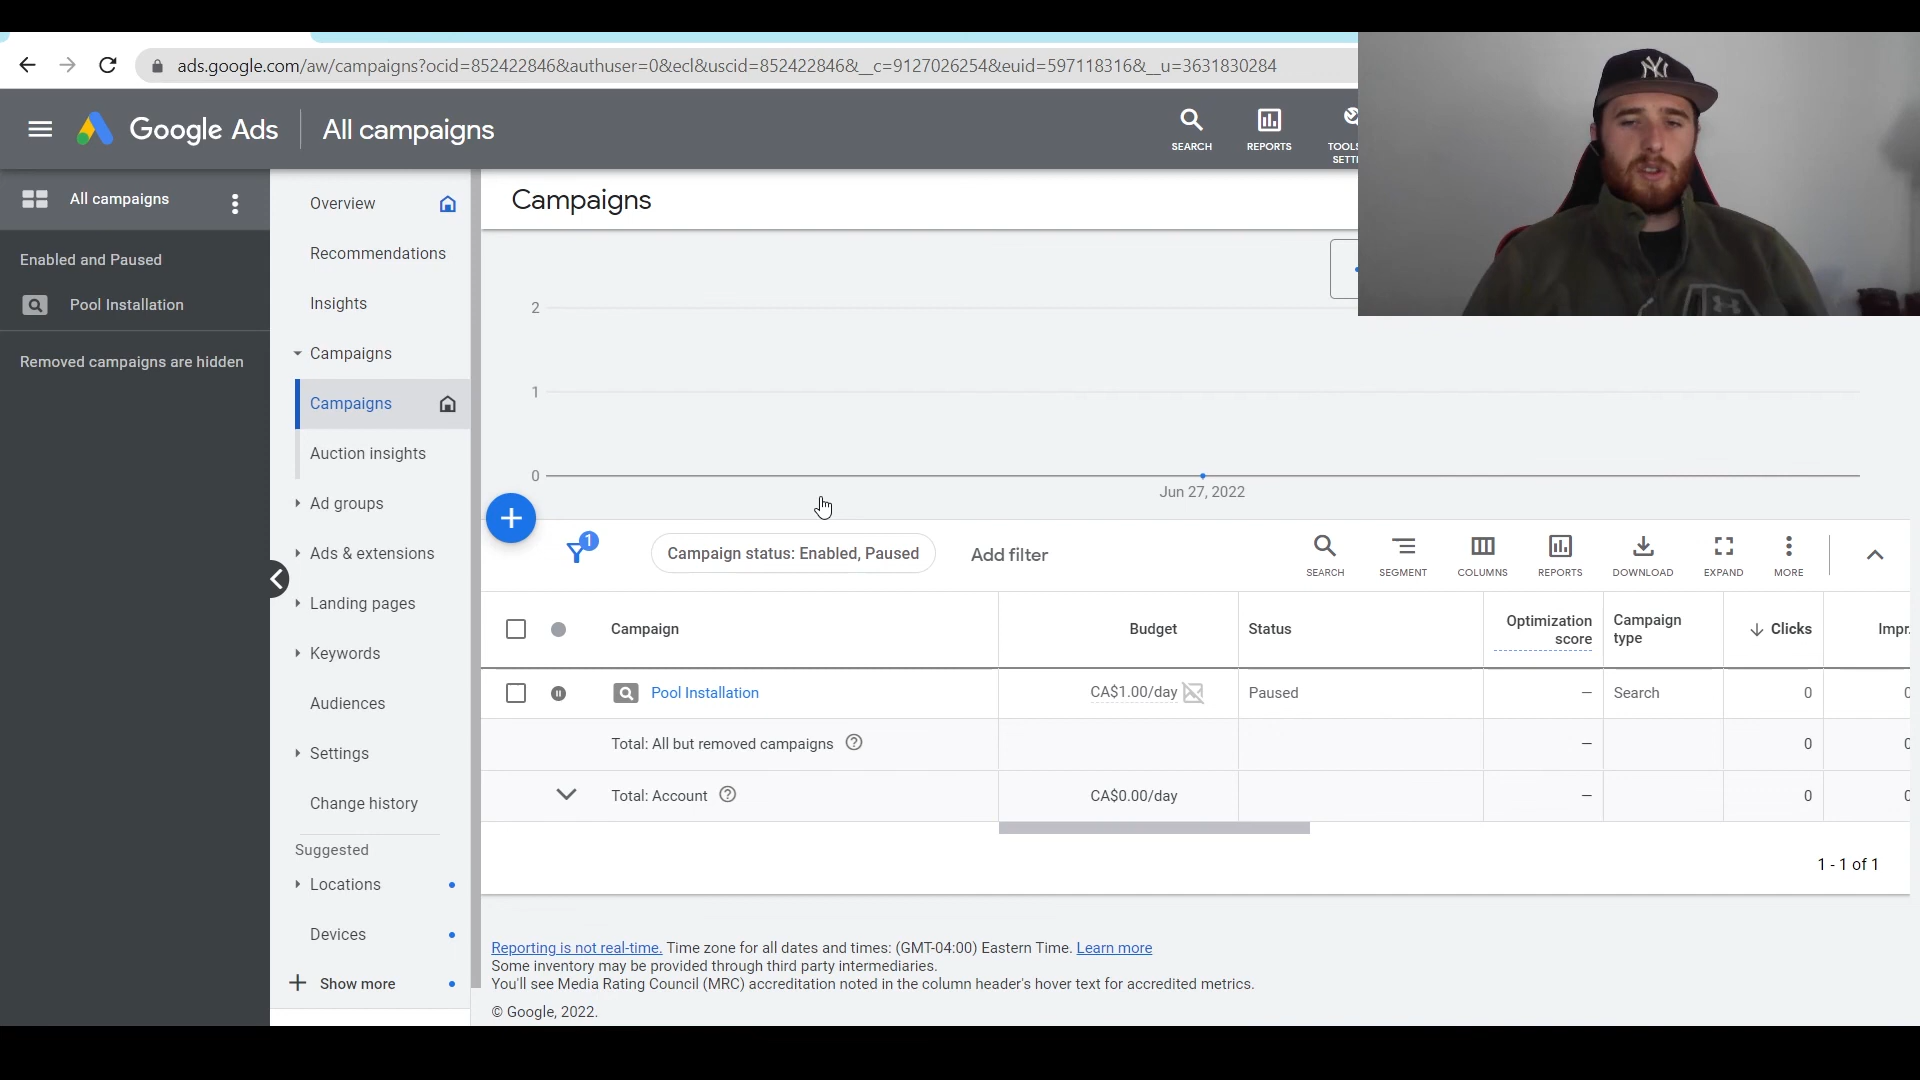 ads.google.com/aw/campaigns?ocid=852422846&authuser=0&ecl&uscid=852422846&__c=9127026254&euid=597118316&__u=3631830284
Google Ads
All campaigns
SEARCH
REPORTS
All campaigns
Enabled and Paused
Pool Installation
Removed campaigns are hidden
Overview
Recommendations
Insights
Campaigns
Campaigns
Auction insights
Ad groups
Ads & extensions
Landing pages
Keywords
Audiences
Settings
Change history
Suggested
Locations
Devices
Show more
Campaigns
2
1
0
Jun 27, 2022
1
Campaign status: Enabled, Paused
Add filter
SEARCH
SEGMENT
COLUMNS
REPORTS
DOWNLOAD
EXPAND
MORE
Campaign
Budget
Status
Optimization
score
Campaign
type
Clicks
Impr.
Pool Installation
CA$1.00/day
Paused
—
Search
0
0
Total: All but removed campaigns
—
0
0
Total: Account
CA$0.00/day
—
0
0
1 - 1 of 1
Reporting is not real-time. Time zone for all dates and times: (GMT-04:00) Eastern Time. Learn more
Some inventory may be provided through third party intermediaries.
You'll see Media Rating Council (MRC) accreditation noted in the column header's hover text for accredited metrics.
© Google, 2022.